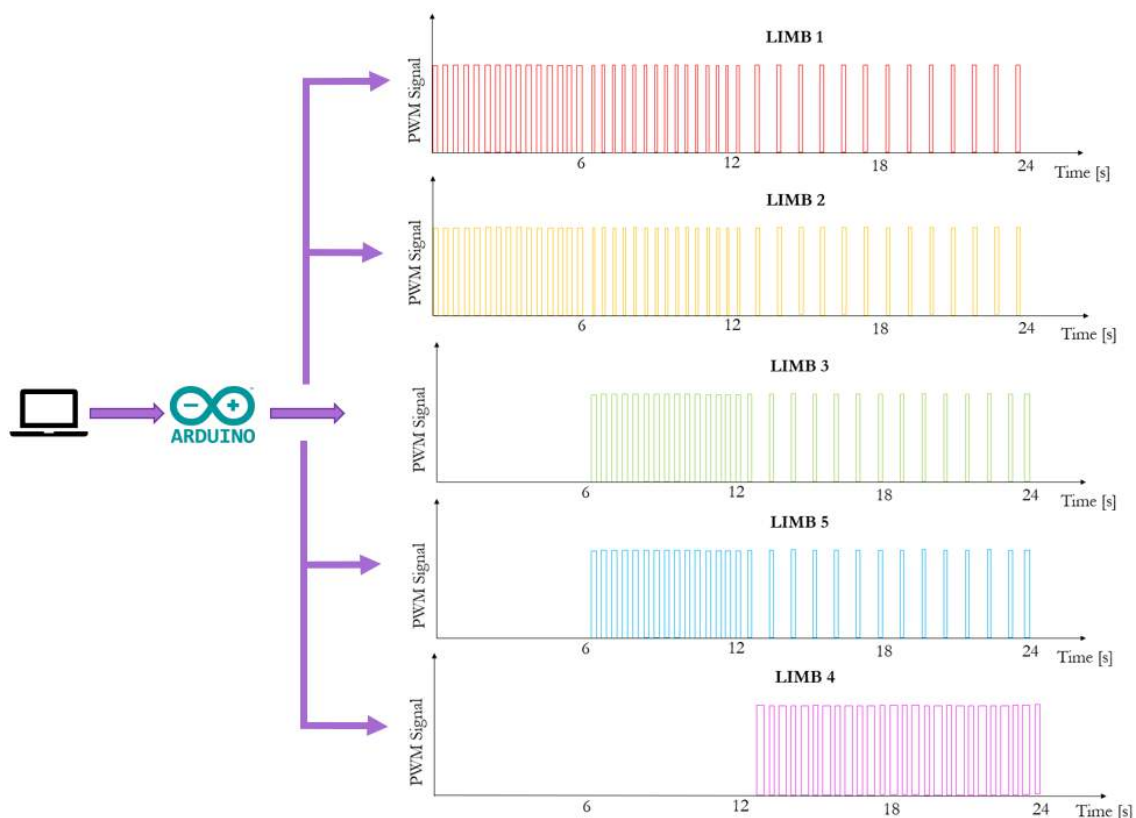 LIMB 1
PWM Signal
6
12
18
24
Time [s]
LIMB 2
PWM Signal
6
12
18
24
Time [s]
LIMB 3
PWM Signal
6
12
18
24
Time [s]
ARDUINO
LIMB 5
PWM Signal
6
12
18
24
Time [s]
LIMB 4
PWM Signal
6
12
18
24
Time [s]